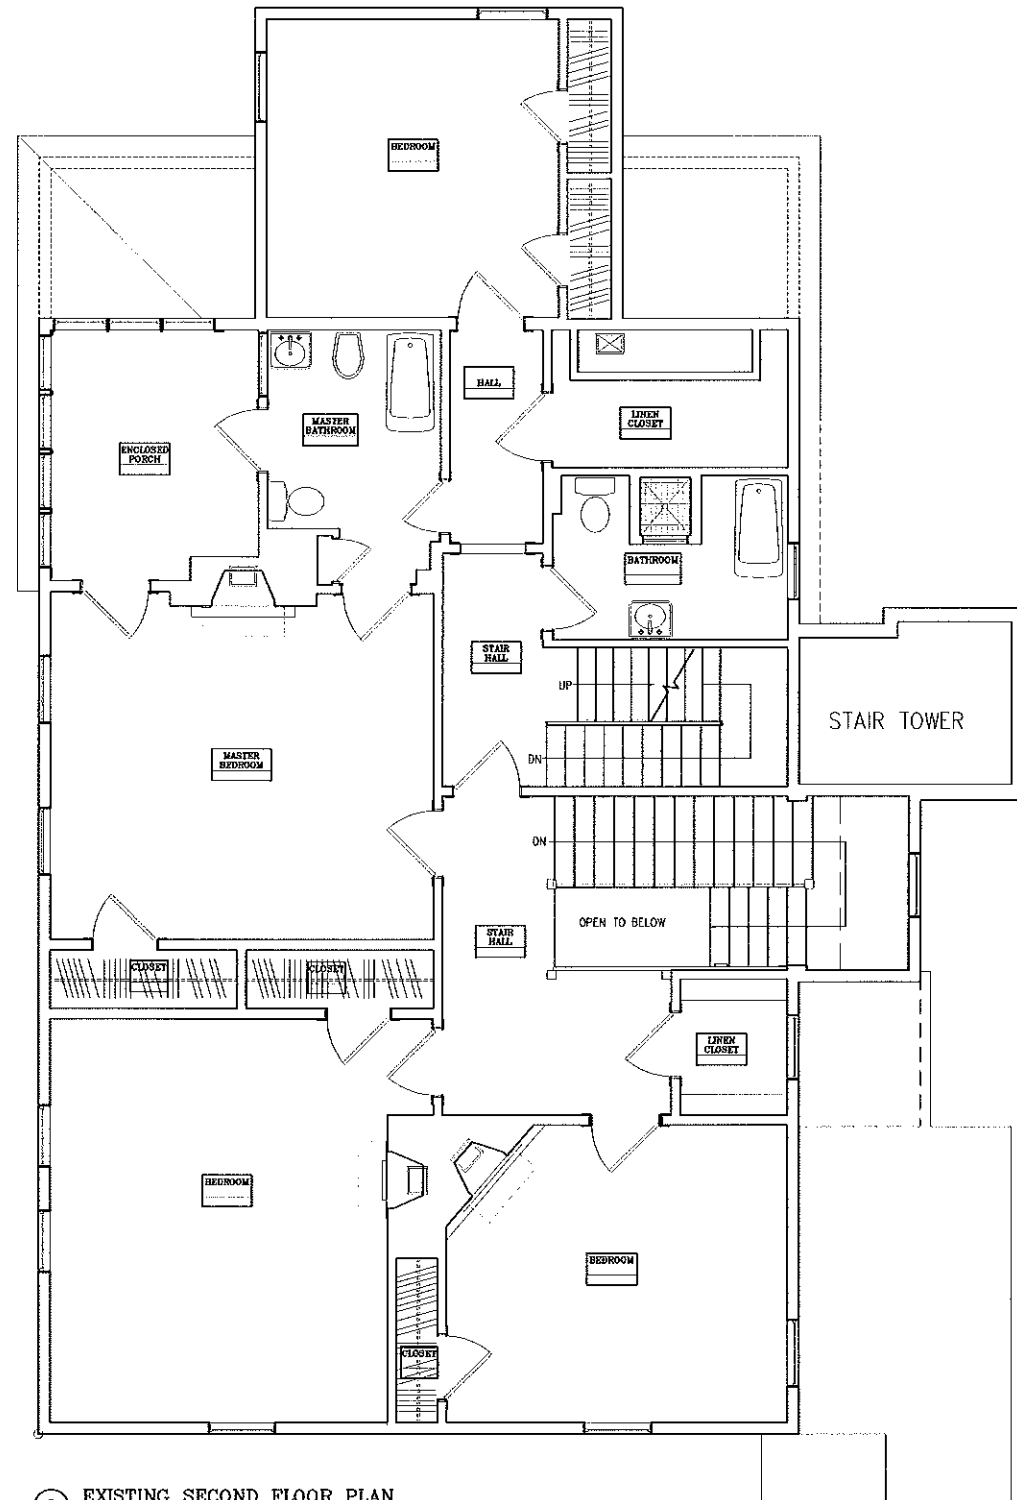 BEDROOM
HALL
LINEN
CLOSET
MASTER
BATHROOM
ENCLOSED
PORCH
BATHROOM
STAIR
HALL
UP
STAIR TOWER
DN
MASTER
BEDROOM
DN
OPEN TO BELOW
STAIR
HALL
CLOSET
CLOSET
LINEN
CLOSET
BEDROOM
BEDROOM
CLOSET
EXISTING SECOND FLOOR PLAN